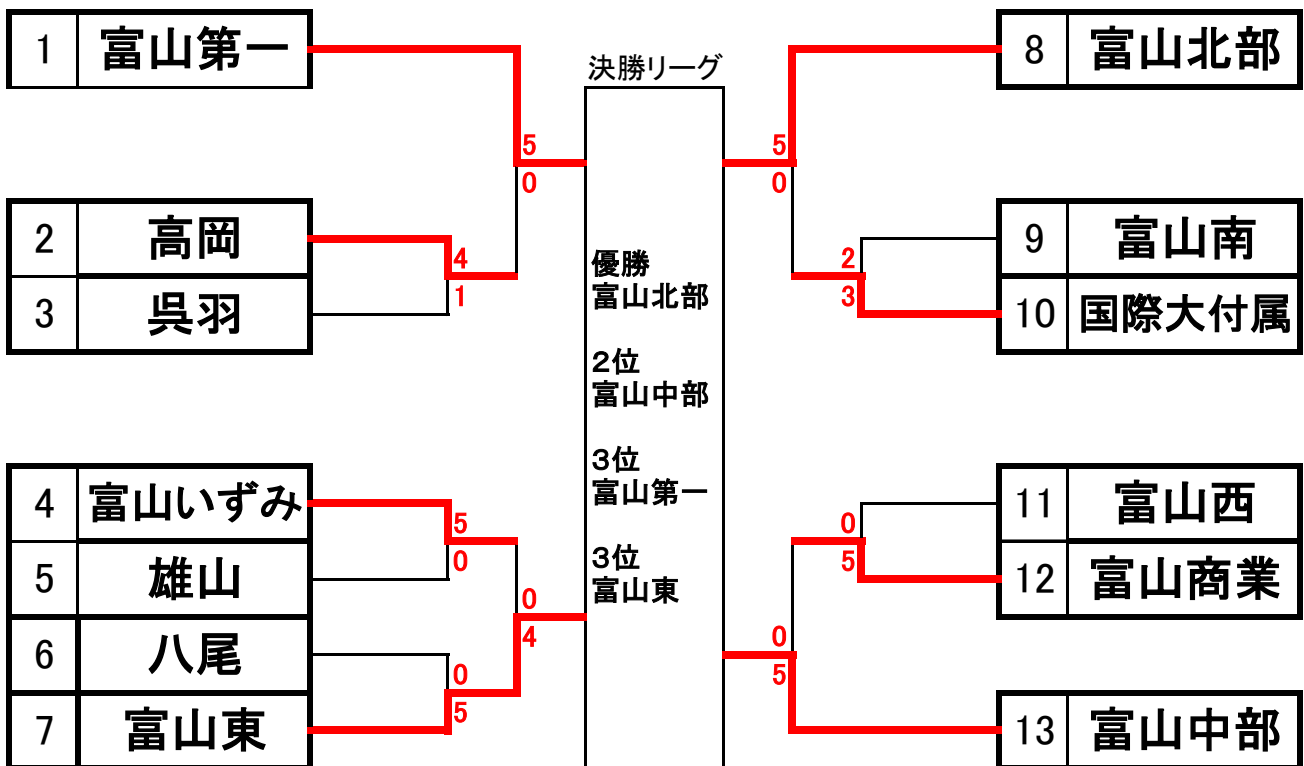 1 富山第一
5
0
2 高岡
3 呉羽
4
1
4 富山いずみ
5 雄山
5
0
6 八尾
7 富山東
0
5
0
4
決勝リーグ
優勝
富山北部
2位
富山中部
3位
富山第一
3位
富山東
8 富山北部
5
0
9 富山南
10 国際大付属
2
3
11 富山西
12 富山商業
0
5
0
5
13 富山中部